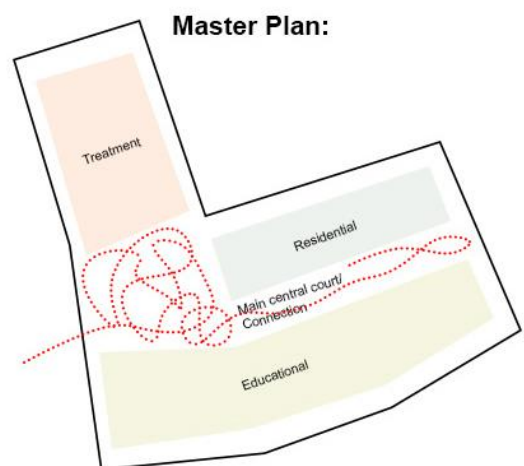 Master Plan:
Treatment
Residential
Main central court/
Connection
Educational